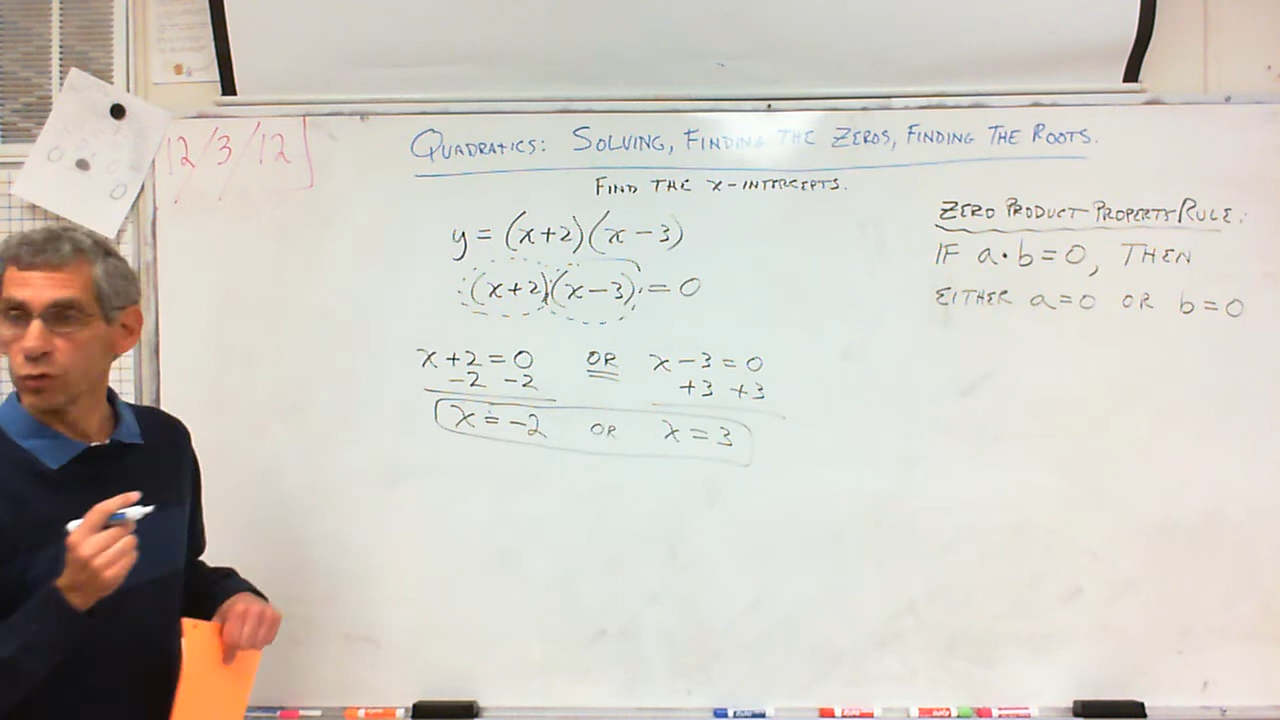 12/3/12
QUADRATICS: SOLVING, FINDING THE ZEROS, FINDING THE ROOTS.
FIND THE X-INTERCEPTS.
y = (x+2)(x-3)
(x+2)(x-3) = 0
x+2=0 OR x-3=0
-2 -2 +3 +3
x=-2 OR x=3
ZERO PRODUCT PROPERTY RULE:
IF a·b=0, THEN
EITHER a=0 OR b=0